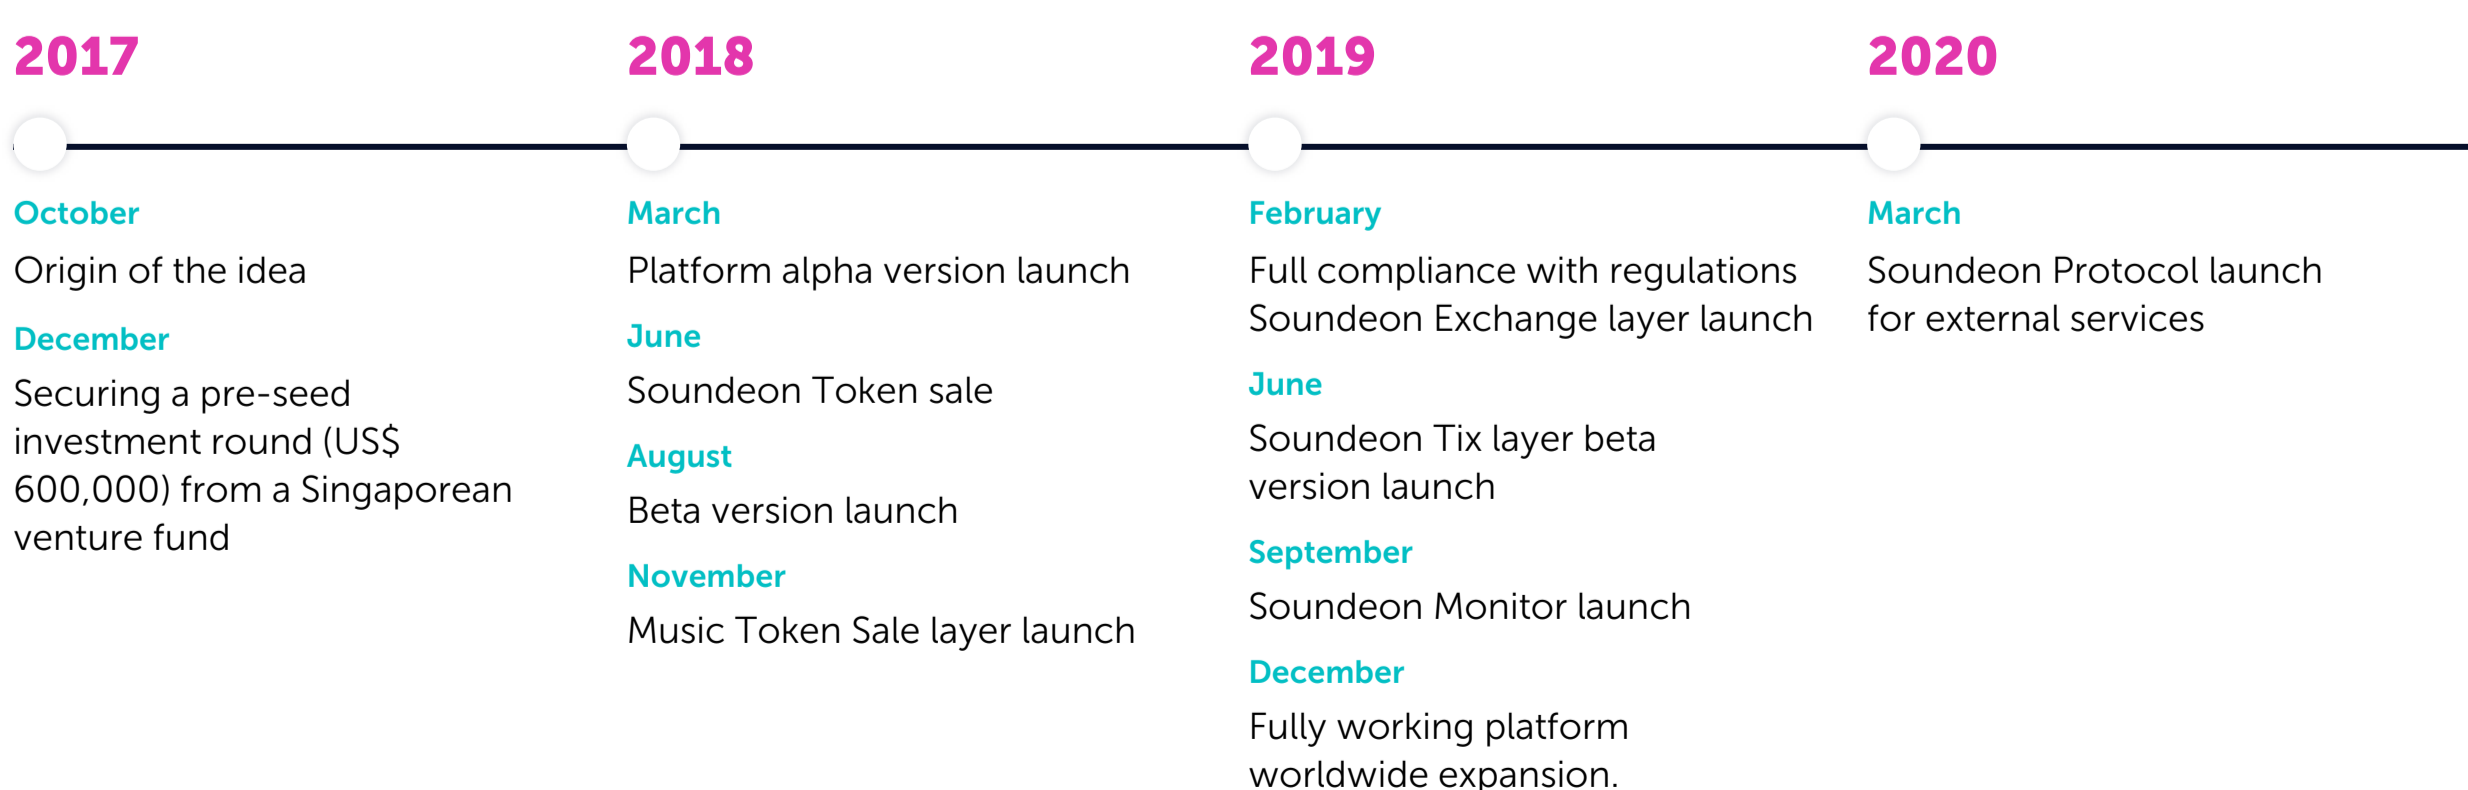 2017
October
Origin of the idea
December
Securing a pre-seed
investment round (US$
600,000) from a Singaporean
venture fund
2018
March
Platform alpha version launch
June
Soundeon Token sale
August
Beta version launch
November
Music Token Sale layer launch
2019
February
Full compliance with regulations
Soundeon Exchange layer launch
June
Soundeon Tix layer beta
version launch
September
Soundeon Monitor launch
December
Fully working platform
worldwide expansion.
2020
March
Soundeon Protocol launch
for external services